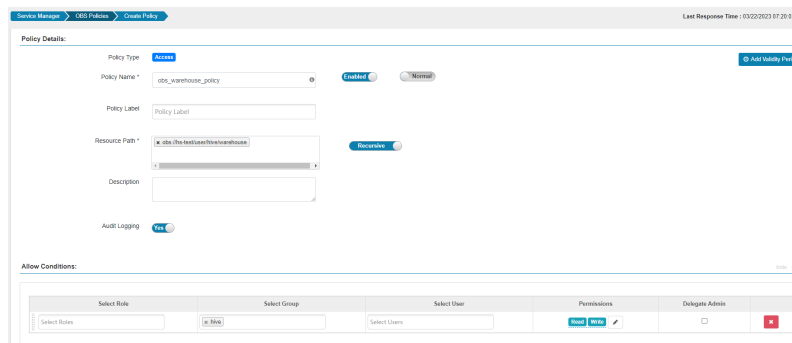 Service Manager OBS Policies Create Policy Last Response Time : 03/22/2023 07:20:0
Policy Details:
Policy Type Access
Add Validity Peri
Policy Name * obs_warehouse_policy Enabled Normal
Policy Label Policy Label
Resource Path * x obs://hs-test/user/hive/warehouse Recursive
Description
Audit Logging Yes
Allow Conditions:
hide
Select Role Select Group Select User Permissions Delegate Admin
Select Roles x hive Select Users Read Write x